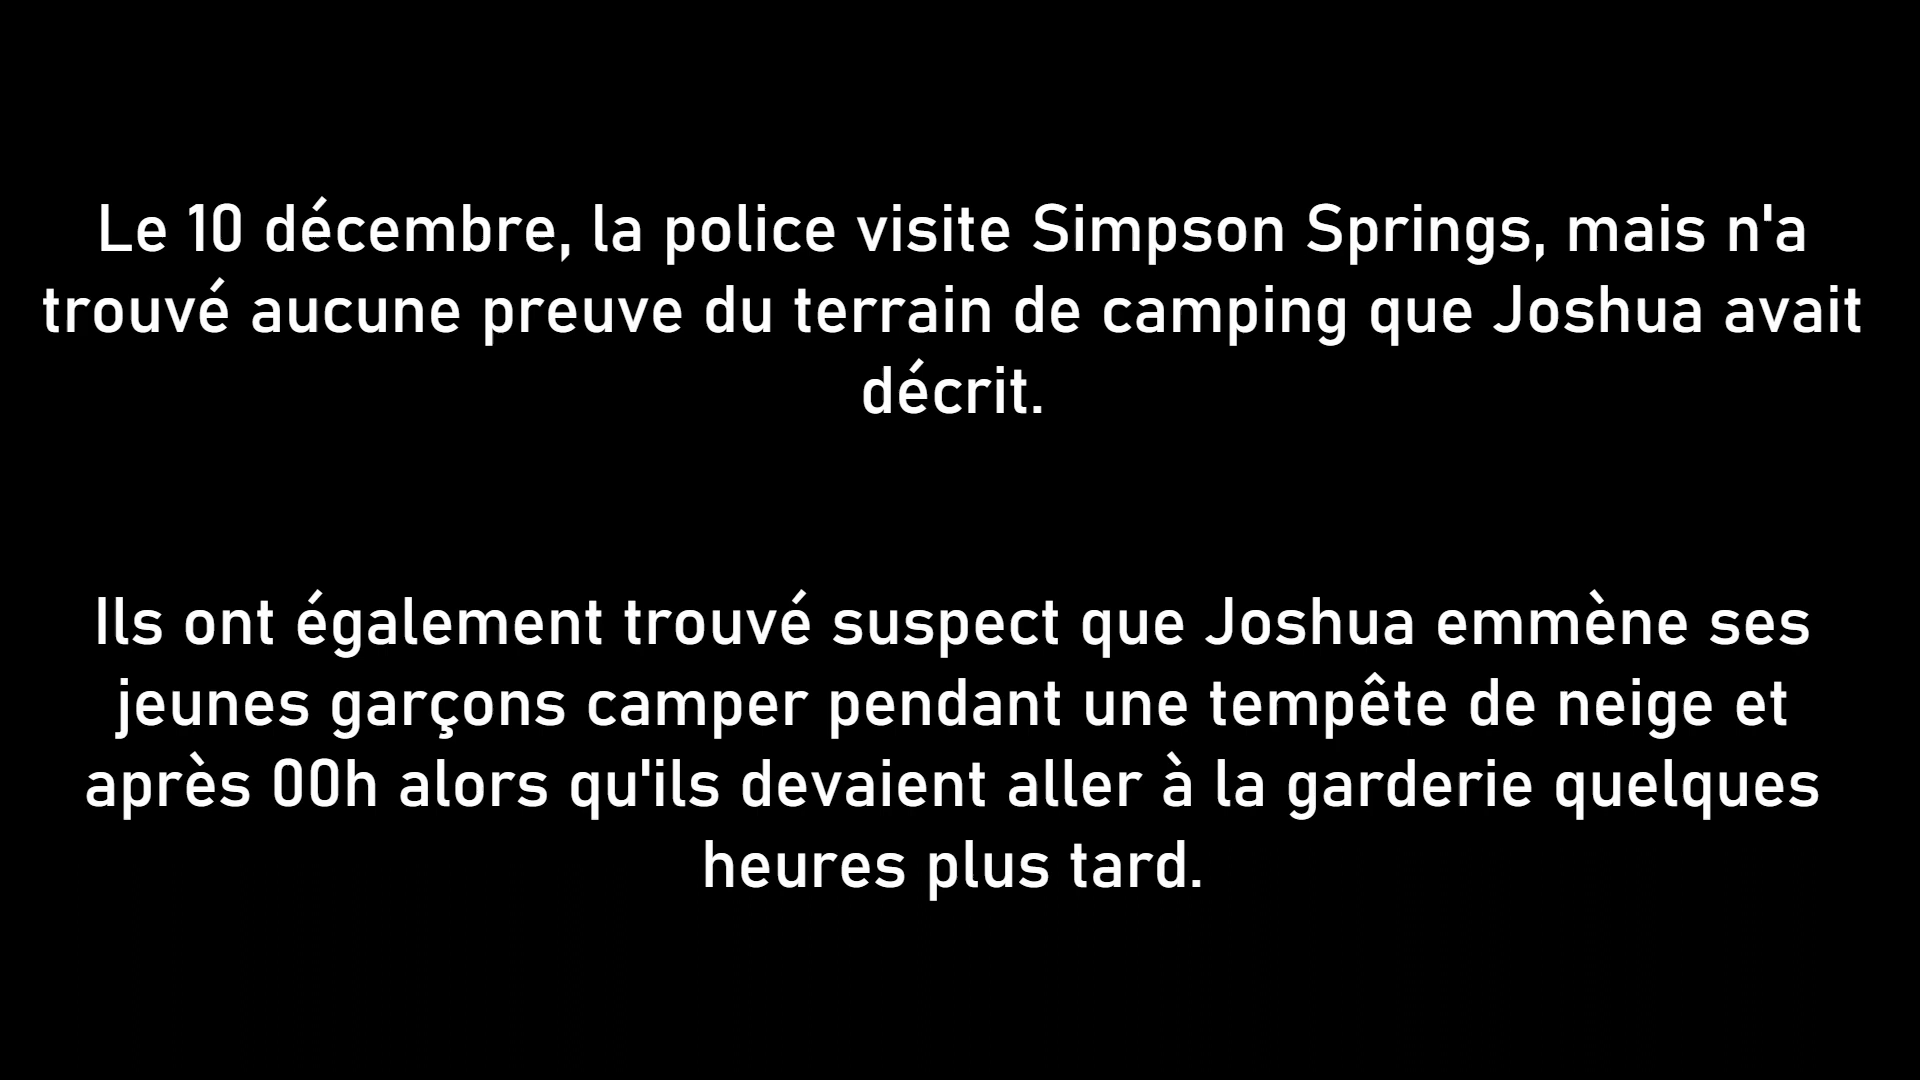 Le 10 décembre, la police visite Simpson Springs, mais n'a
trouvé aucune preuve du terrain de camping que Joshua avait
décrit.
Ils ont également trouvé suspect que Joshua emmène ses
jeunes garçons camper pendant une tempête de neige et
après 00h alors qu'ils devaient aller à la garderie quelques
heures plus tard.